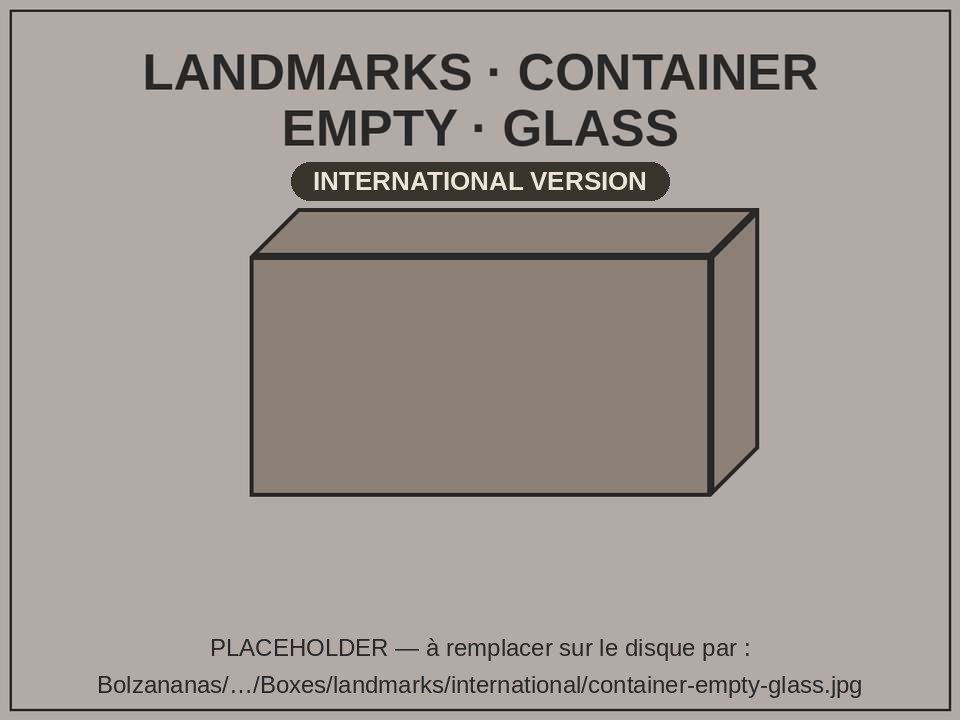 LANDMARKS · CONTAINER
EMPTY · GLASS
INTERNATIONAL VERSION
PLACEHOLDER — à remplacer sur le disque par :
Bolzananas/…/Boxes/landmarks/international/container-empty-glass.jpg